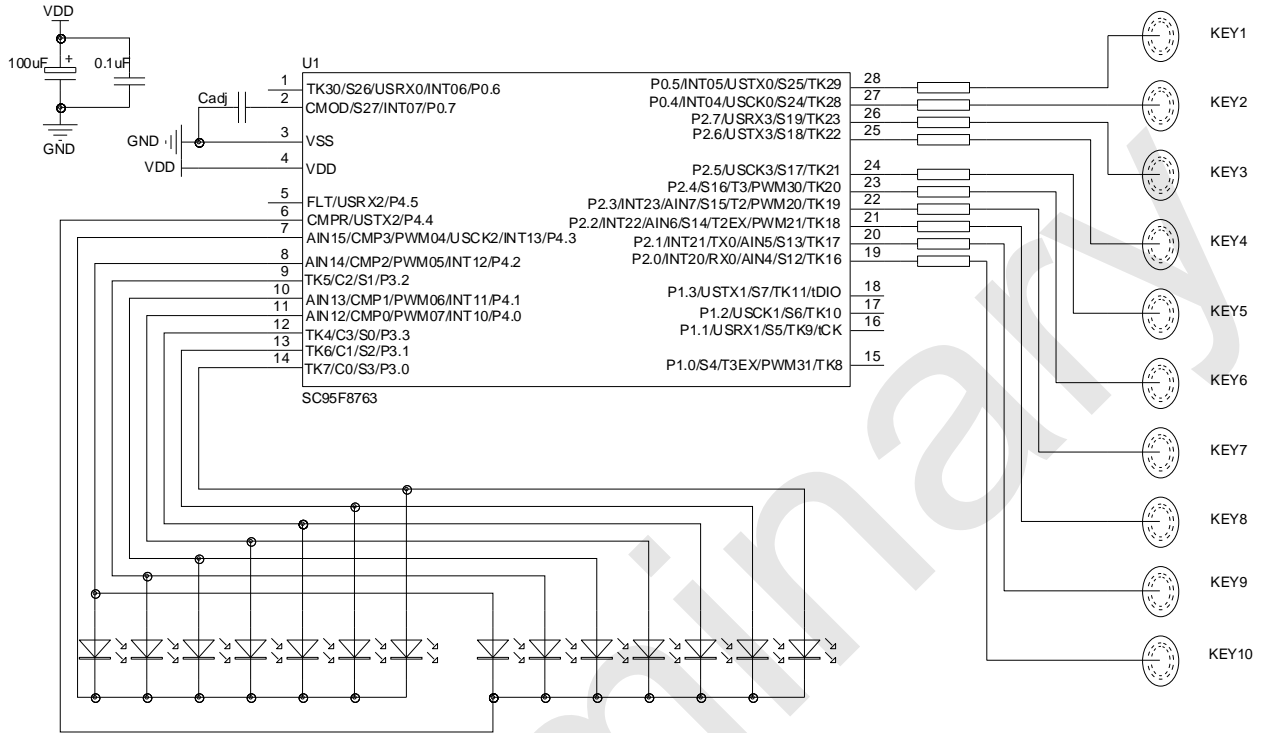 VDD
100uF
+
0.1uF
GND
U1
Cadj
GND
VDD
1
TK30/S26/USRX0/INT06/P0.6
2
CMOD/S27/INT07/P0.7
3
VSS
4
VDD
5
FLT/USRX2/P4.5
6
CMPR/USTX2/P4.4
7
AIN15/CMP3/PWM04/USCK2/INT13/P4.3
8
AIN14/CMP2/PWM05/INT12/P4.2
9
TK5/C2/S1/P3.2
10
AIN13/CMP1/PWM06/INT11/P4.1
11
AIN12/CMP0/PWM07/INT10/P4.0
12
TK4/C3/S0/P3.3
13
TK6/C1/S2/P3.1
14
TK7/C0/S3/P3.0
P0.5/INT05/USTX0/S25/TK29
28
P0.4/INT04/USCK0/S24/TK28
27
P2.7/USRX3/S19/TK23
26
P2.6/USTX3/S18/TK22
25
P2.5/USCK3/S17/TK21
24
P2.4/S16/T3/PWM30/TK20
23
P2.3/INT23/AIN7/S15/T2/PWM20/TK19
22
P2.2/INT22/AIN6/S14/T2EX/PWM21/TK18
21
P2.1/INT21/TX0/AIN5/S13/TK17
20
P2.0/INT20/RX0/AIN4/S12/TK16
19
P1.3/USTX1/S7/TK11/tDIO
18
P1.2/USCK1/S6/TK10
17
P1.1/USRX1/S5/TK9/tCK
16
P1.0/S4/T3EX/PWM31/TK8
15
SC95F8763
KEY1
KEY2
KEY3
KEY4
KEY5
KEY6
KEY7
KEY8
KEY9
KEY10
minary